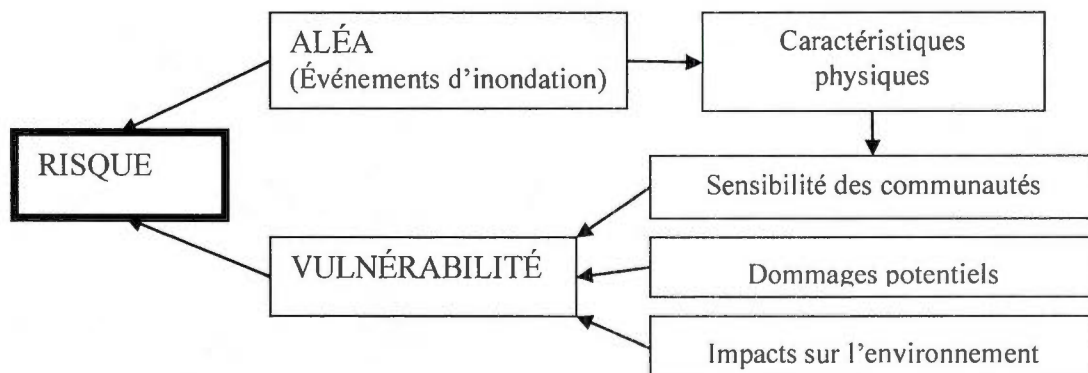 ALÉA
(Événements d'inondation)
Caractéristiques
physiques
RISQUE
Sensibilité des communautés
VULNÉRABILITÉ
Dommages potentiels
Impacts sur l'environnement